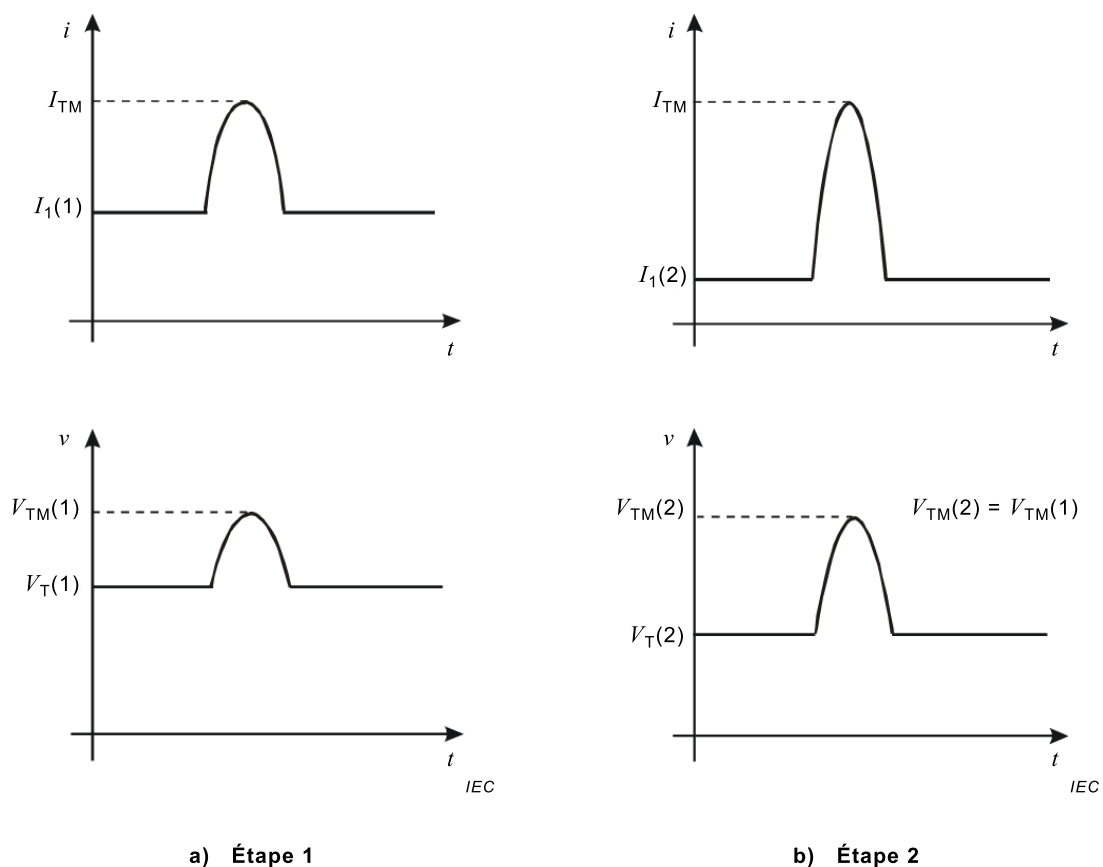 i
I_TM
I_1(1)
t
v
V_TM(1)
V_T(1)
t
IEC
a) Étape 1
i
I_TM
I_1(2)
t
v
V_TM(2)
V_TM(2) = V_TM(1)
V_T(2)
t
IEC
b) Étape 2